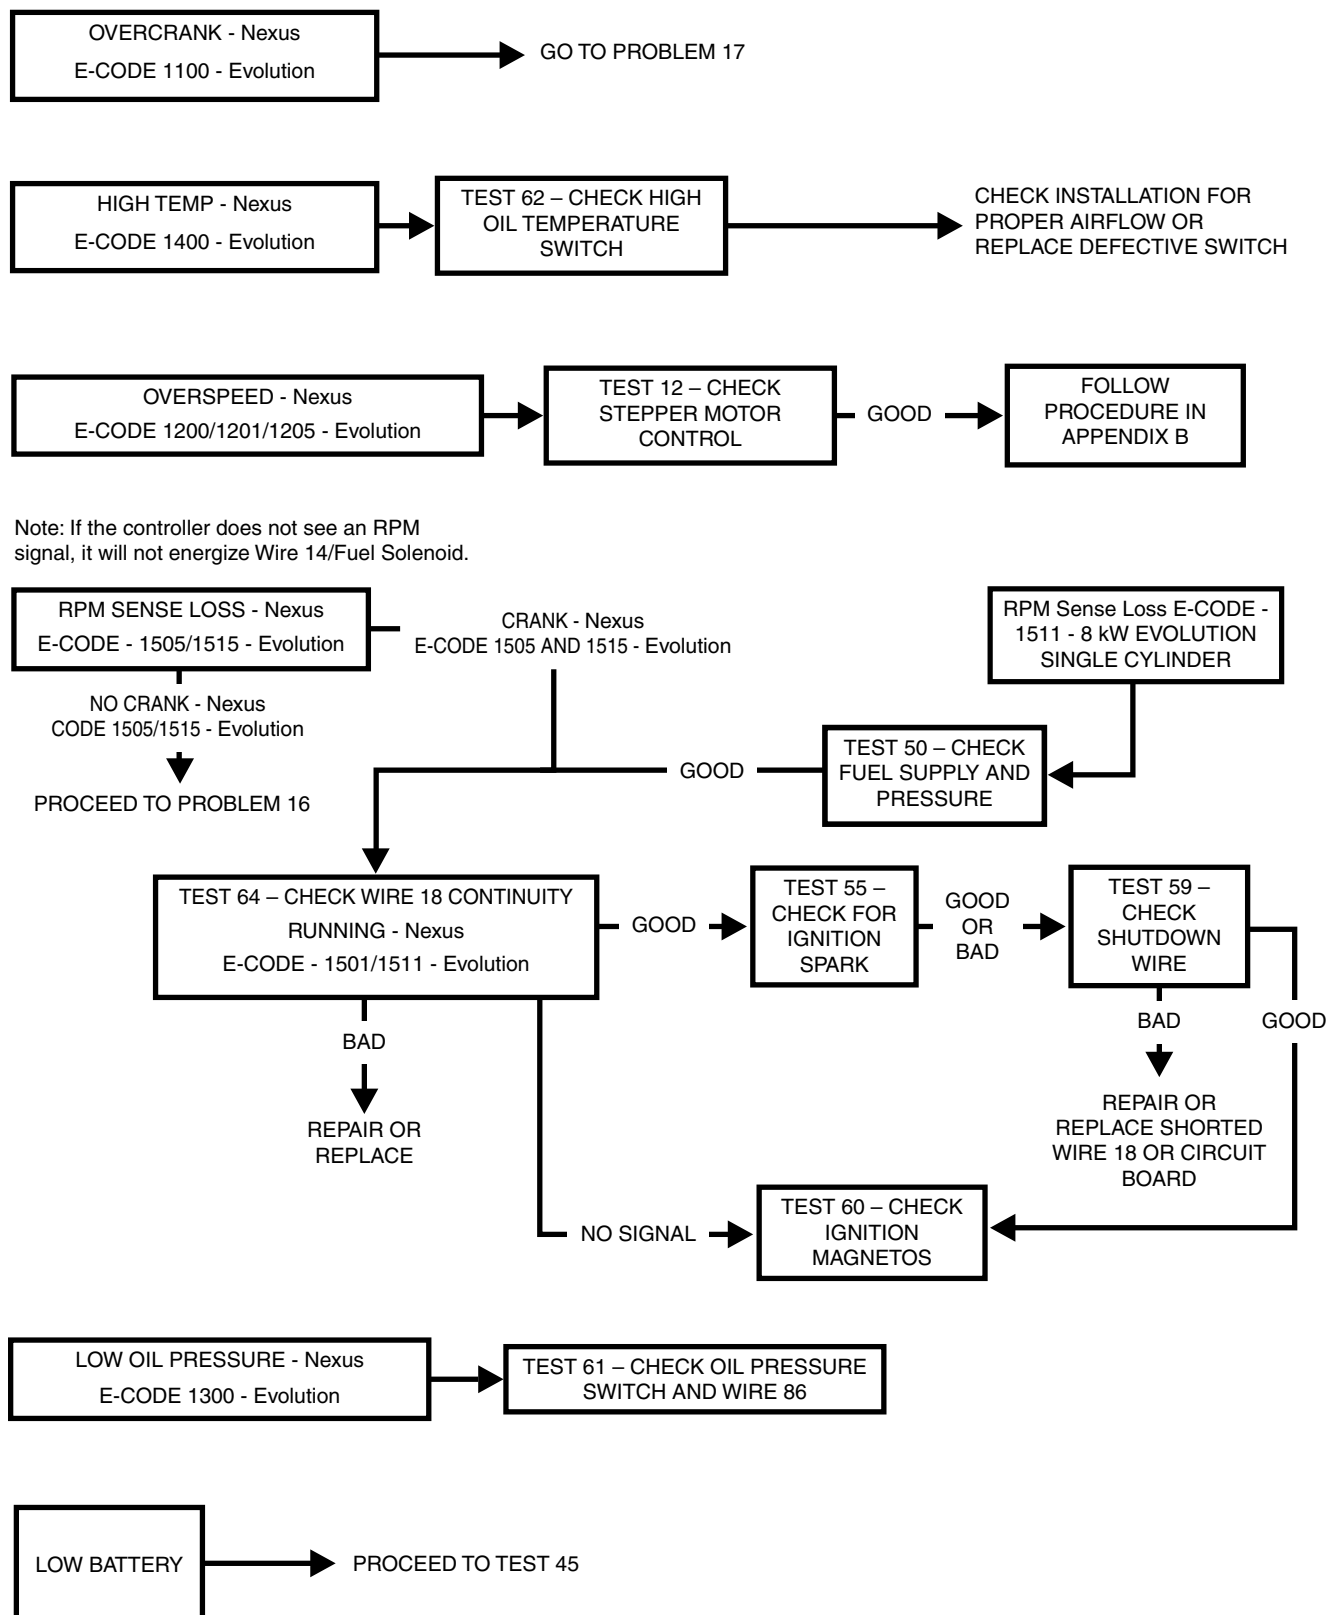 OVERCRANK - Nexus
E-CODE 1100 - Evolution
GO TO PROBLEM 17
HIGH TEMP - Nexus
E-CODE 1400 - Evolution
TEST 62 – CHECK HIGH
OIL TEMPERATURE
SWITCH
CHECK INSTALLATION FOR
PROPER AIRFLOW OR
REPLACE DEFECTIVE SWITCH
OVERSPEED - Nexus
E-CODE 1200/1201/1205 - Evolution
TEST 12 – CHECK
STEPPER MOTOR
CONTROL
GOOD
FOLLOW
PROCEDURE IN
APPENDIX B
Note: If the controller does not see an RPM
signal, it will not energize Wire 14/Fuel Solenoid.
RPM SENSE LOSS - Nexus
E-CODE - 1505/1515 - Evolution
CRANK - Nexus
E-CODE 1505 AND 1515 - Evolution
RPM Sense Loss E-CODE -
1511 - 8 kW EVOLUTION
SINGLE CYLINDER
NO CRANK - Nexus
CODE 1505/1515 - Evolution
PROCEED TO PROBLEM 16
TEST 50 – CHECK
FUEL SUPPLY AND
PRESSURE
GOOD
TEST 64 – CHECK WIRE 18 CONTINUITY
RUNNING - Nexus
E-CODE - 1501/1511 - Evolution
GOOD
TEST 55 –
CHECK FOR
IGNITION
SPARK
GOOD
OR
BAD
TEST 59 –
CHECK
SHUTDOWN
WIRE
BAD
REPAIR OR
REPLACE
BAD
GOOD
REPAIR OR
REPLACE SHORTED
WIRE 18 OR CIRCUIT
BOARD
NO SIGNAL
TEST 60 – CHECK
IGNITION
MAGNETOS
LOW OIL PRESSURE - Nexus
E-CODE 1300 - Evolution
TEST 61 – CHECK OIL PRESSURE
SWITCH AND WIRE 86
LOW BATTERY
PROCEED TO TEST 45